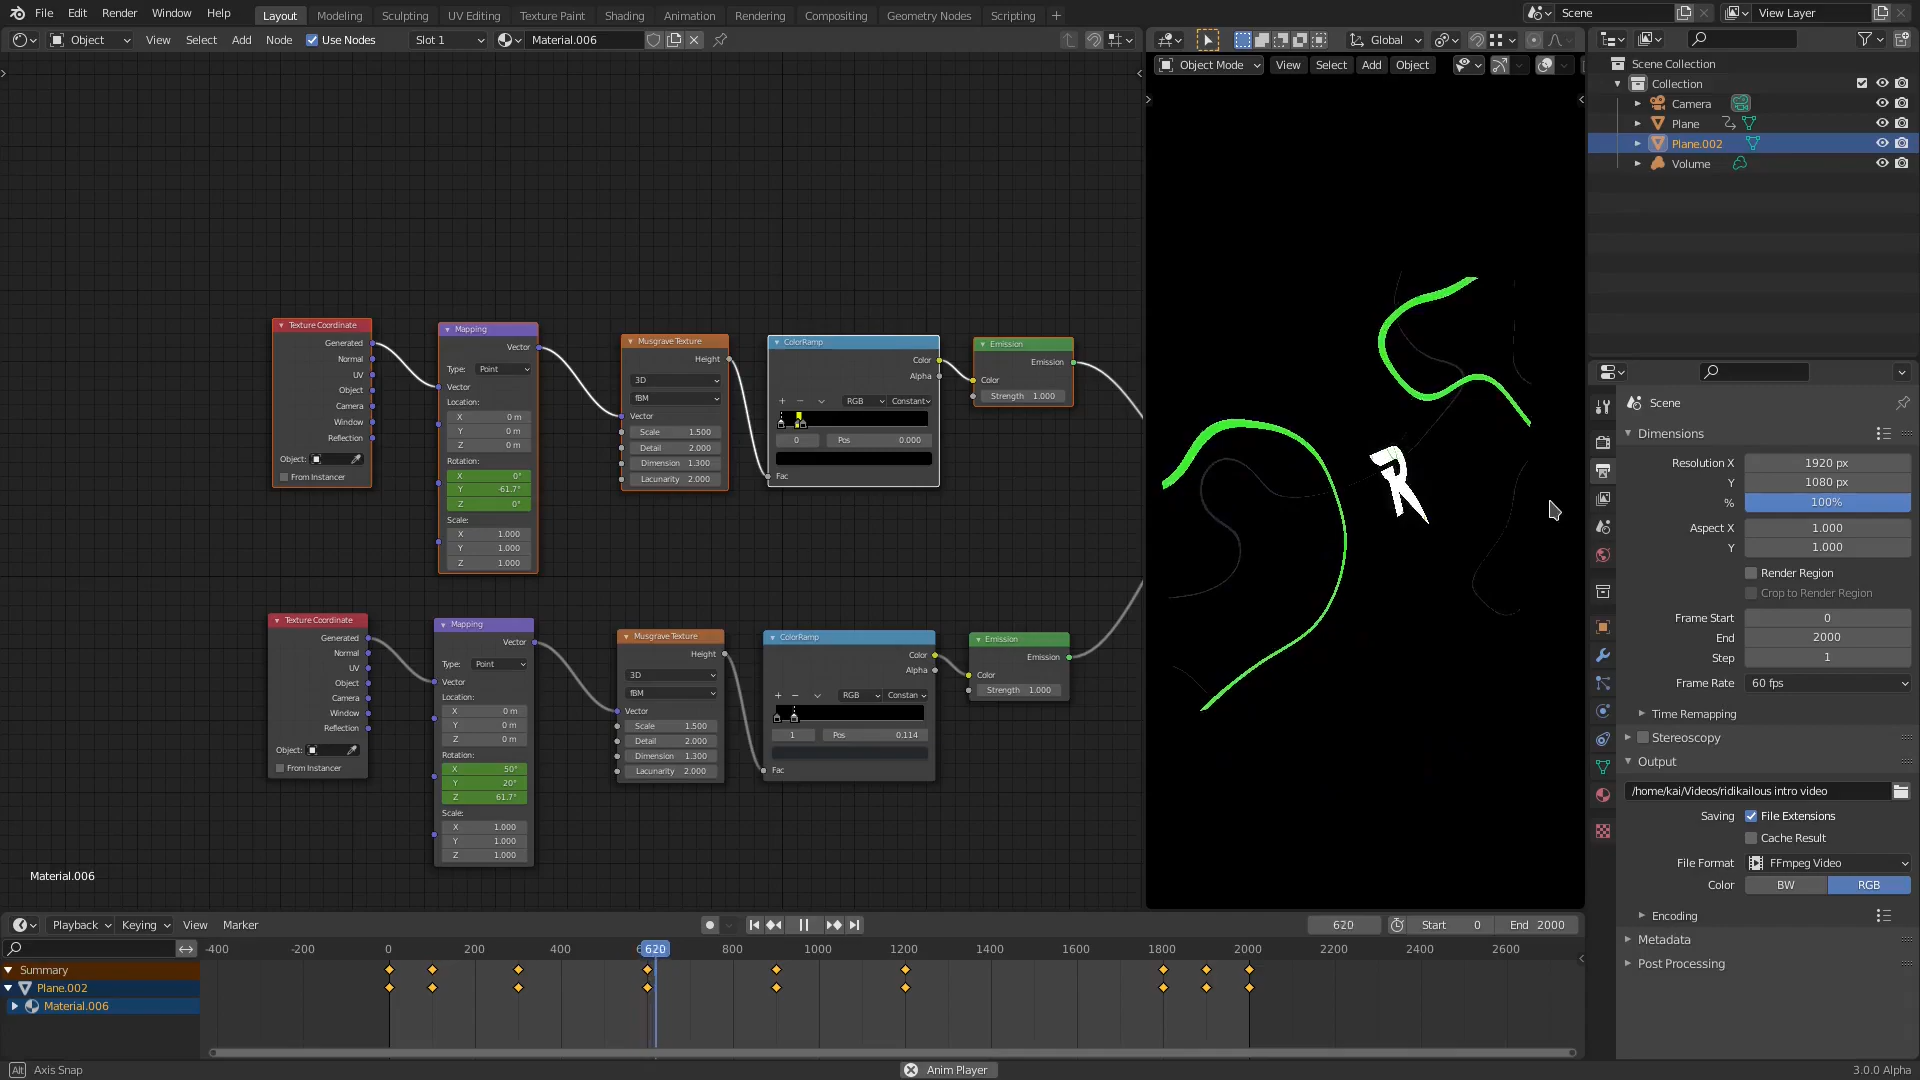 File Edit Render Window Help Layout Modeling Sculpting UV Editing Texture Paint Shading Animation Rendering Compositing Geometry Nodes Scripting + Scene View Layer
Object View Select Add Node Use Nodes Slot 1 Material.006 Global
Object Mode View Select Add Object
Scene Collection
Collection
Camera
Plane
Plane.002
Volume
Texture Coordinate
Generated
Normal
UV
Object
Camera
Window
Reflection
Object:
From Instancer
Mapping
Vector
Type: Point
Vector
Location:
X 0 m
Y 0 m
Z 0 m
Rotation:
X 0°
Y -61.7°
Z 0°
Scale:
X 1.000
Y 1.000
Z 1.000
Musgrave Texture
Height
3D
fBM
Vector
Scale 1.500
Detail 2.000
Dimension 1.300
Lacunarity 2.000
ColorRamp
Color
Alpha
+ − RGB Constant
0 Pos 0.000
Fac
Emission
Emission
Color
Strength 1.000
Texture Coordinate
Generated
Normal
UV
Object
Camera
Window
Reflection
Object:
From Instancer
Mapping
Vector
Type: Point
Vector
Location:
X 0 m
Y 0 m
Z 0 m
Rotation:
X 50°
Y 20°
Z 61.7°
Scale:
X 1.000
Y 1.000
Z 1.000
Musgrave Texture
Height
3D
fBM
Vector
Scale 1.500
Detail 2.000
Dimension 1.300
Lacunarity 2.000
ColorRamp
Color
Alpha
+ − RGB Constan
1 Pos 0.114
Fac
Emission
Emission
Color
Strength 1.000
Material.006
Scene
Dimensions
Resolution X 1920 px
Y 1080 px
% 100%
Aspect X 1.000
Y 1.000
Render Region
Crop to Render Region
Frame Start 0
End 2000
Step 1
Frame Rate 60 fps
Time Remapping
Stereoscopy
Output
/home/kai/Videos/ridikailous intro video
Saving File Extensions
Cache Result
File Format FFmpeg Video
Color BW RGB
Encoding
Metadata
Post Processing
Playback Keying View Marker 620 Start 0 End 2000
-400 -200 0 200 400 620 800 1000 1200 1400 1600 1800 2000 2200 2400 2600
Summary
Plane.002
Material.006
Alt Axis Snap Anim Player 3.0.0 Alpha